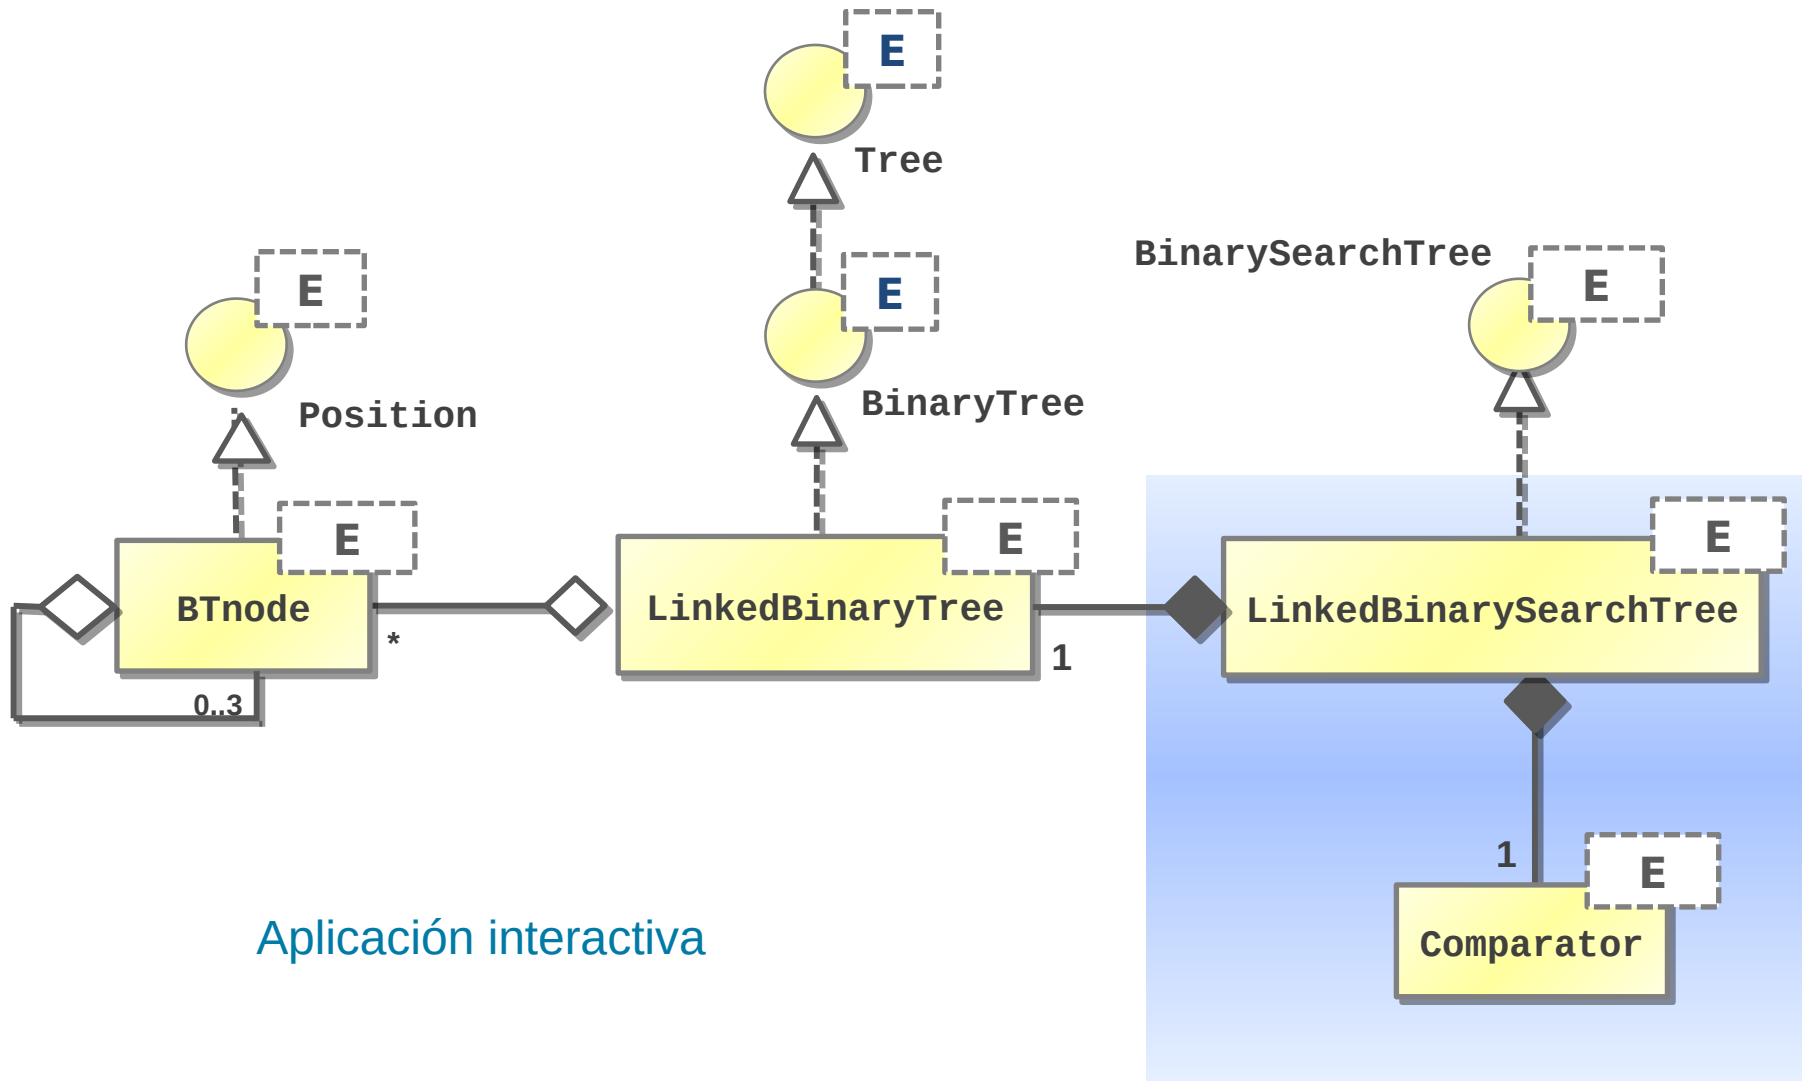 E
Tree
BinarySearchTree
E
E
E
Position
BinaryTree
E
E
E
BTnode
LinkedBinaryTree
LinkedBinarySearchTree
*
1
0..3
1
E
Aplicación interactiva
Comparator